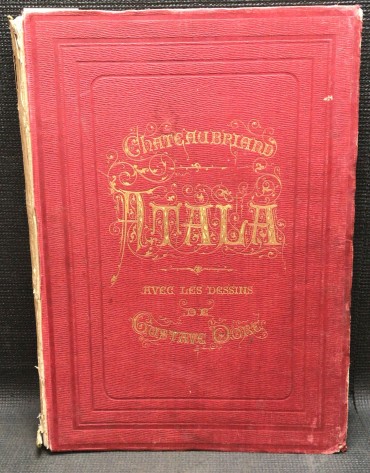 CHATEAUBRIAND
ATALA
AVEC LES DESSINS
DE
GUSTAVE DORÉ